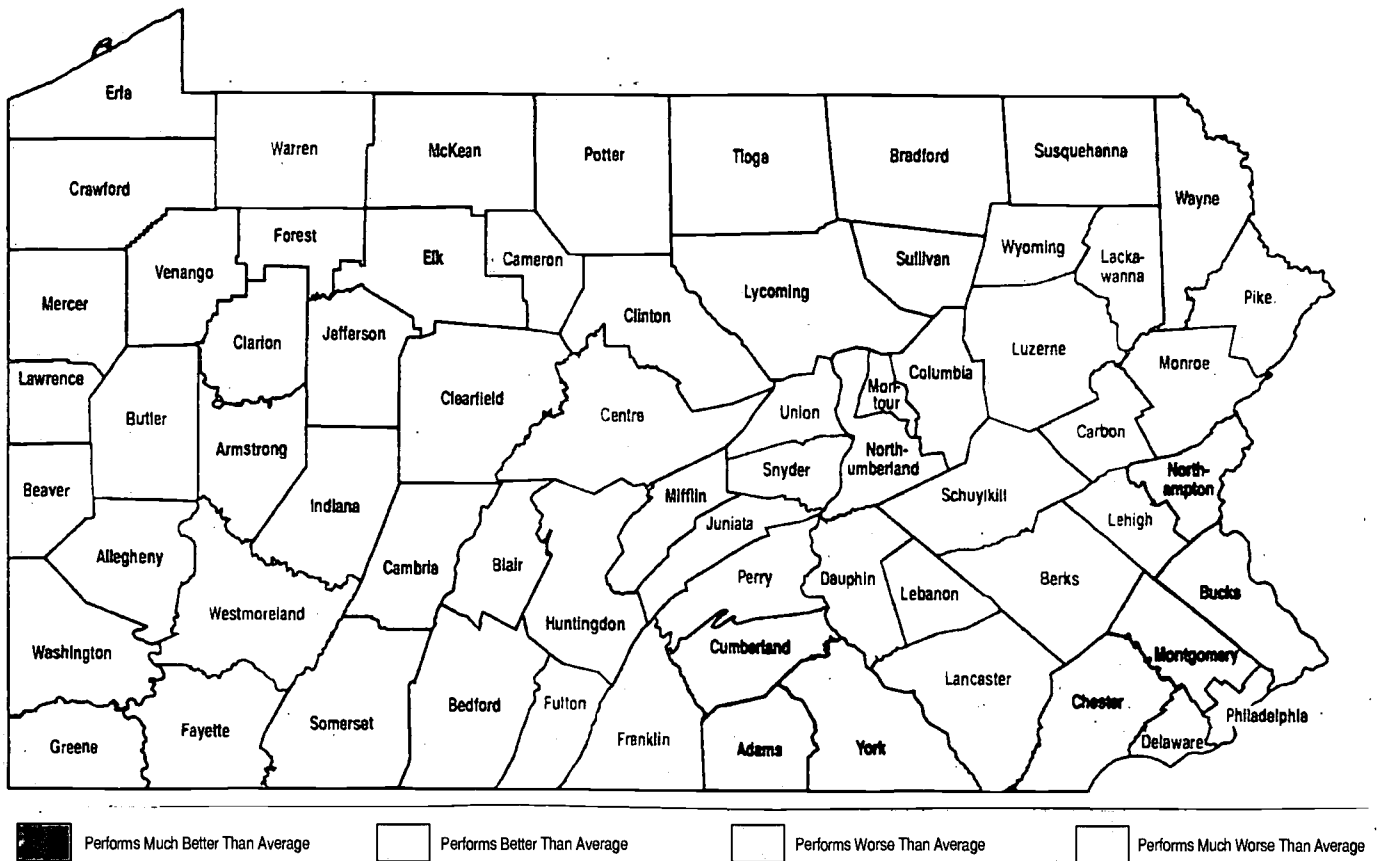 Erla
Warren
McKean
Potter
Tloga
Bradford
Susquehanna
Crawford
Wayne
Forest
Venango
Elk
Cameron
Sullivan
Wyoming
Lacka-
wanna
Mercer
Lycoming
Pike
Clinton
Jefferson
Clarion
Luzerne
Lawrence
Columbia
Monroe
Mon-
tour
Clearfield
Centre
Union
Butler
Carbon
Armstrong
North-
umberland
Snyder
North-
ampton
Beaver
Mifflin
Schuylkill
Indiana
Juniata
Lehigh
Allegheny
Cambria
Blair
Perry
Dauphin
Berks
Lebanon
Bucks
Westmoreland
Huntingdon
Cumberland
Washington
Montgomery
Lancaster
Chester
Bedford
Fulton
Somerset
Philadelphia
Fayette
Franklin
Greene
Adams
York
Delaware
Performs Much Better Than Average
Performs Better Than Average
Performs Worse Than Average
Performs Much Worse Than Average